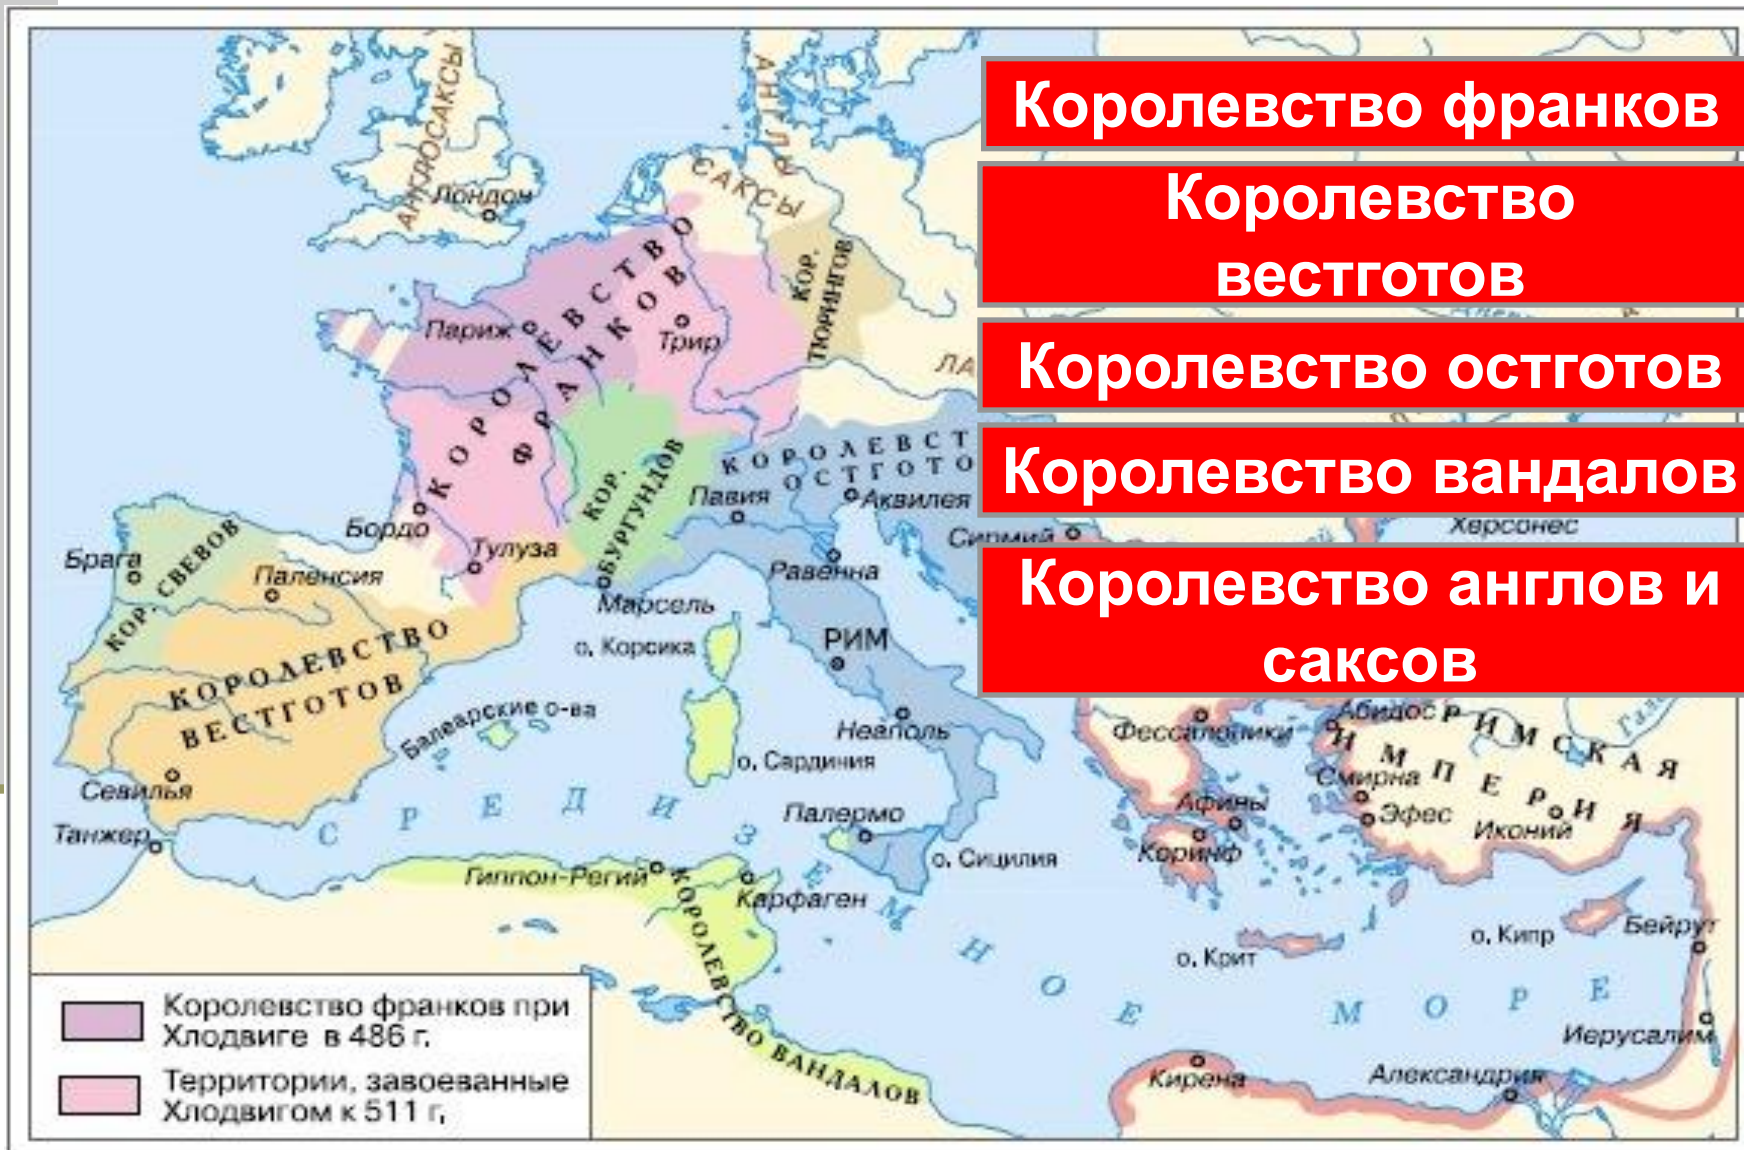 Королевство франков
Королевство
вестготов
Королевство остготов
Королевство вандалов
Королевство англов и
саксов
АНГЛОСАКСЫ
Лондон
АНГЛЫ
САКСЫ
КОР.
ТЮРИНГОВ
КОРОЛЕВСТВО
ФРАНКОВ
Париж
Трир
ЛА
КОРОЛЕВСТ
ОСТГОТО
КОР.
БУРГУНДОВ
Павия
Аквилея
Бордо
Тулуза
Сирмий
Херсонес
Брага
КОР. СВЕВОВ
Паленсия
Равенна
Марсель
о. Корсика
РИМ
КОРОЛЕВСТВО
ВЕСТГОТОВ
Балеарские о-ва
Неаполь
о. Сардиния
Фессалоники
Абидос
РИМСКАЯ
ИМПЕРИЯ
Севилья
Смирна
Танжер
СРЕДИЗЕМНОЕ МОРЕ
Палермо
Афины
Эфес
Иконий
Коринф
о. Сицилия
Гиппон-Регий
Карфаген
КОРОЛЕВСТВО ВАНДАЛОВ
о. Крит
о. Кипр
Бейрут
Иерусалим
Кирена
Александрия
Королевство франков при
Хлодвиге в 486 г.
Территории, завоеванные
Хлодвигом к 511 г,